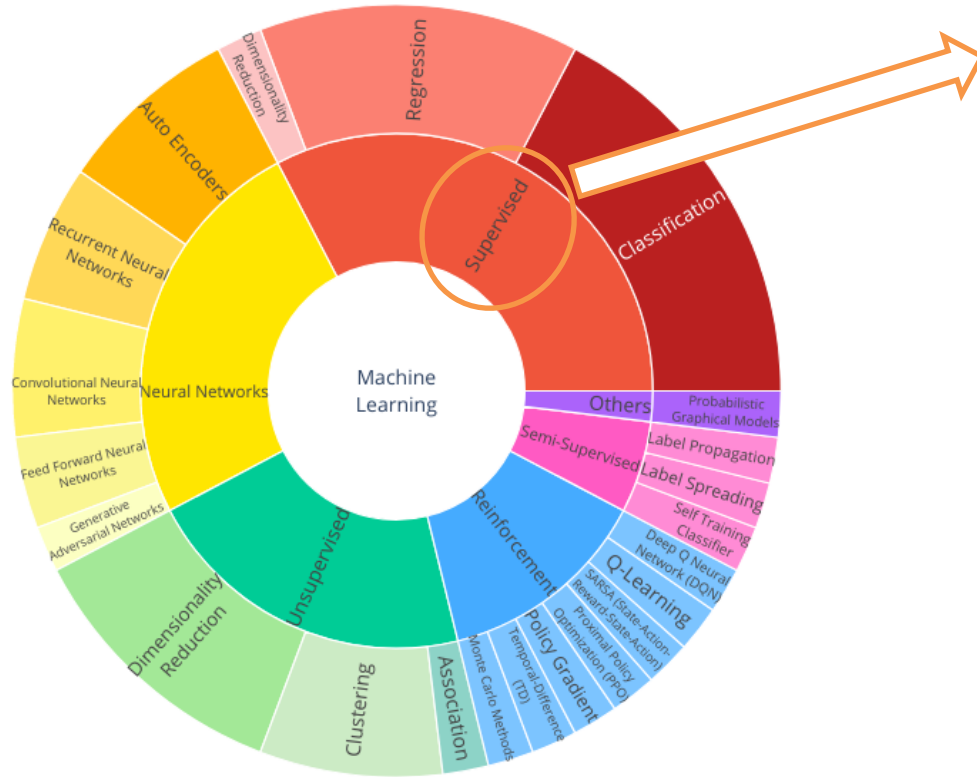 Machine
Learning
Supervised
Classification
Regression
Dimensionality
Reduction
Neural Networks
Auto Encoders
Recurrent Neural
Networks
Convolutional Neural
Networks
Feed Forward Neural
Networks
Generative
Adversarial Networks
Unsupervised
Dimensionality
Reduction
Clustering
Association
Reinforcement
Monte Carlo Methods
Temporal-Difference
(TD)
Policy Gradient
Proximal Policy
Optimization (PPO)
SARSA (State-Action-
Reward-State-Action)
Q-Learning
Deep Q Neural
Network (DQN)
Semi-Supervised
Self Training
Classifier
Label Spreading
Label Propagation
Others
Probabilistic
Graphical Models